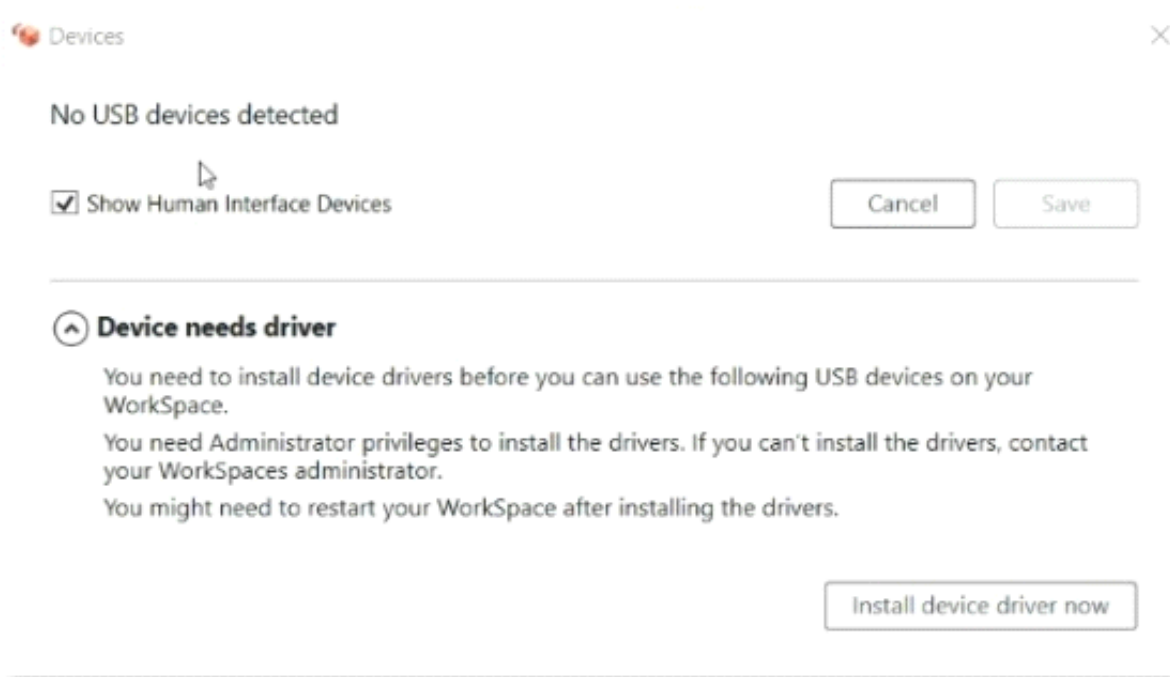 Devices
No USB devices detected
Show Human Interface Devices
Cancel
Save
Device needs driver
You need to install device drivers before you can use the following USB devices on your
WorkSpace.
You need Administrator privileges to install the drivers. If you can't install the drivers, contact
your WorkSpaces administrator.
You might need to restart your WorkSpace after installing the drivers.
Install device driver now